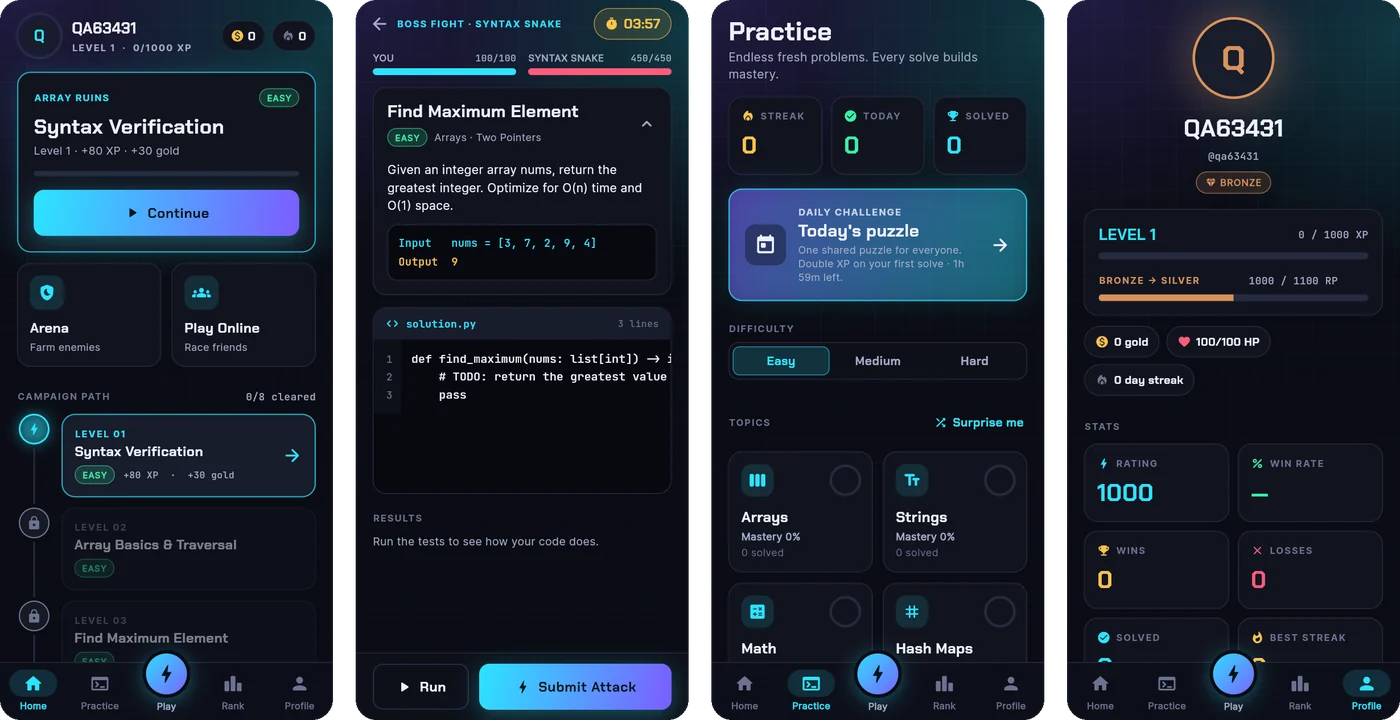 Q
QA63431
LEVEL 1 · 0/1000 XP
0
0
ARRAY RUINS
EASY
Syntax Verification
Level 1 · +80 XP · +30 gold
Continue
Arena
Farm enemies
Play Online
Race friends
CAMPAIGN PATH
0/8 cleared
LEVEL 01
Syntax Verification
EASY +80 XP · +30 gold
LEVEL 02
Array Basics & Traversal
EASY
LEVEL 03
Find Maximum Element
EASY
Home
Practice
Play
Rank
Profile
BOSS FIGHT · SYNTAX SNAKE
03:57
YOU 100/100
SYNTAX SNAKE 450/450
Find Maximum Element
EASY Arrays · Two Pointers
Given an integer array nums, return the
greatest integer. Optimize for O(n) time and
O(1) space.
Input nums = [3, 7, 2, 9, 4]
Output 9
<> solution.py 3 lines
1 def find_maximum(nums: list[int]) -> i
2 # TODO: return the greatest value
3 pass
RESULTS
Run the tests to see how your code does.
Run
Submit Attack
Practice
Endless fresh problems. Every solve builds
mastery.
STREAK
0
TODAY
0
SOLVED
0
DAILY CHALLENGE
Today's puzzle
One shared puzzle for everyone.
Double XP on your first solve · 1h
59m left.
DIFFICULTY
Easy Medium Hard
TOPICS
Surprise me
Arrays
Mastery 0%
0 solved
Strings
Mastery 0%
0 solved
Math
Hash Maps
Home
Practice
Play
Rank
Profile
Q
QA63431
@qa63431
BRONZE
LEVEL 1 0 / 1000 XP
BRONZE → SILVER 1000 / 1100 RP
0 gold
100/100 HP
0 day streak
STATS
RATING
1000
WIN RATE
—
WINS
0
LOSSES
0
SOLVED
BEST STREAK
Home
Practice
Play
Rank
Profile